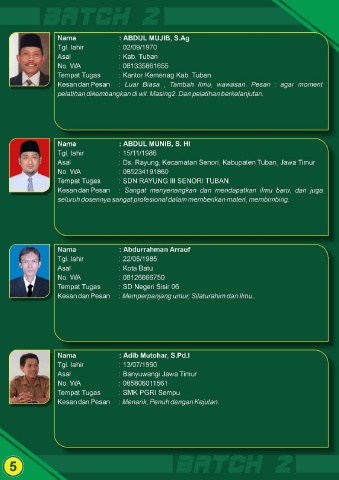 BATCH 2
Nama : ABDUL MUJIB, S.Ag
Tgl. lahir : 02/09/1970
Asal : Kab. Tuban
No. WA : 081335661655
Tempat Tugas : Kantor Kemenag Kab. Tuban
Kesan dan Pesan : Luar Biasa , Tambah ilmu, wawasan. Pesan : agar moment
pelatihan dikembangkan di wil. Masing2. Dan pelatihan berkelanjutan.
Nama : ABDUL MUNIB, S. HI
Tgl. lahir : 15/11/1986
Asal : Ds. Rayung, Kecamatan Senori, Kabupaten Tuban, Jawa Timur
No. WA : 085234191860
Tempat Tugas : SDN RAYUNG III SENORI TUBAN
Kesan dan Pesan : Sangat menyenangkan dan mendapatkan ilmu baru, dan juga
seluruh dosennya sangat profesional dalam memberikan materi, membimbing.
Nama : Abdurrahman Arrauf
Tgl. lahir : 22/05/1985
Asal : Kota Batu
No. WA : 08126666750
Tempat Tugas : SD Negeri Sisir 06
Kesan dan Pesan : Memperpanjang umur, Silaturahim dan Ilmu..
Nama : Adib Mutohar, S.Pd.I
Tgl. lahir : 13/07/1990
Asal : Banyuwangi Jawa Timur
No. WA : 085806011561
Tempat Tugas : SMK PGRI Sempu
Kesan dan Pesan : Menarik, Penuh dengan Kejutan.
5
BATCH 2